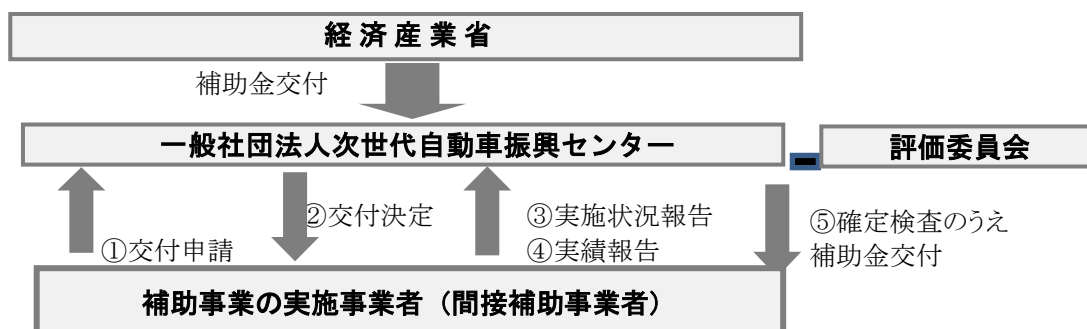 経済産業省
補助金交付
一般社団法人次世代自動車振興センター
評価委員会
①交付申請
②交付決定
③実施状況報告
④実績報告
⑤確定検査のうえ
補助金交付
補助事業の実施事業者（間接補助事業者）